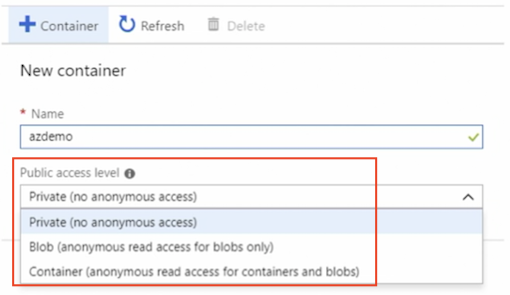 Container Refresh Delete
New container
* Name
azdemo
Public access level
Private (no anonymous access)
Private (no anonymous access)
Blob (anonymous read access for blobs only)
Container (anonymous read access for containers and blobs)